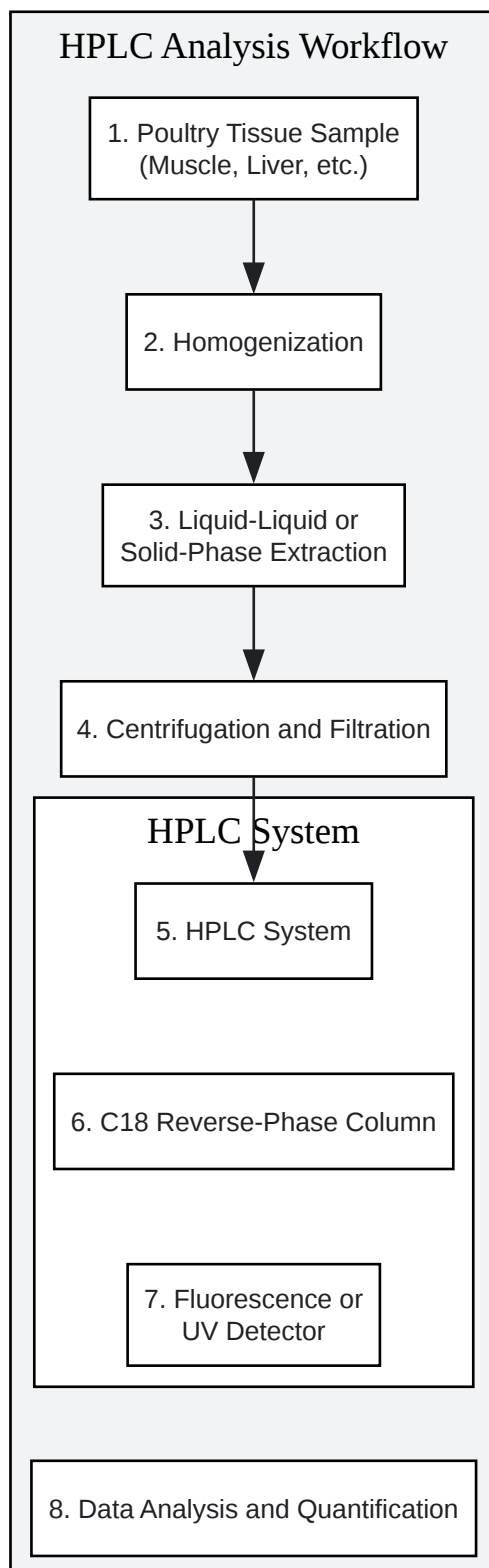 HPLC Analysis Workflow
1. Poultry Tissue Sample
(Muscle, Liver, etc.)
2. Homogenization
3. Liquid-Liquid or
Solid-Phase Extraction
4. Centrifugation and Filtration
HPLC System
5. HPLC System
6. C18 Reverse-Phase Column
7. Fluorescence or
UV Detector
8. Data Analysis and Quantification